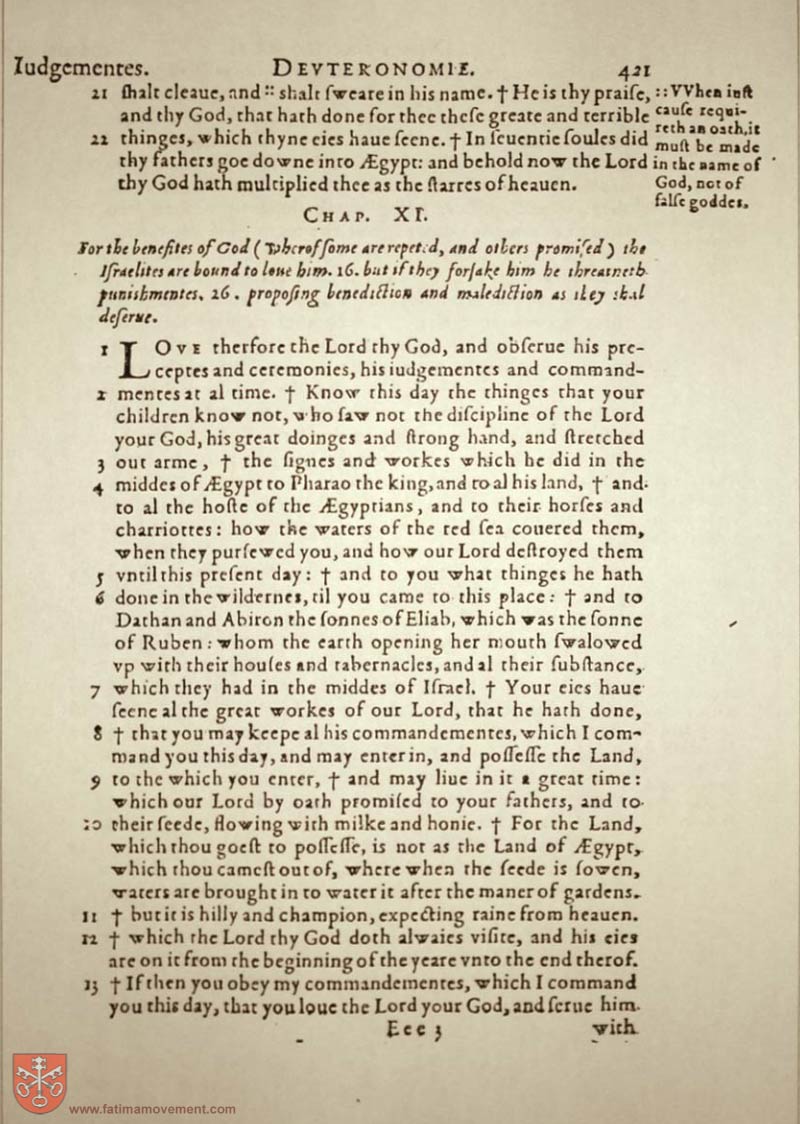 Iudgementes. DEVTERONOMIE. 421
21 ſhalt cleaue, and :: shalt ſweare in his name. † He is thy praiſe,
and thy God, that hath done for thee theſe greate and terrible
22 thinges, which thyne eies haue ſeene. † In ſeuentie ſoules did
thy fathers goe downe into Ægypt: and behold now the Lord
thy God hath multiplied thee as the ſtarres of heauen.
:: VVhen iuſt
cauſe requi-
reth an oath, it
muſt be made
in the name of
God, not of
falſe goddes.
CHAP. XI.
For the benefites of God (wherof ſome are repeted, and others promiſed) the
Iſraelites are bound to loue him. 16. but if they forſake him he threatneth
punishmentes. 26. propoſing benediction and malediction as they shal
deſerue.
1 LOVE therfore the Lord thy God, and obſerue his pre-
ceptes and ceremonies, his iudgementes and command-
2 mentes at al time. † Know this day the thinges that your
children know not, who ſaw not the diſcipline of the Lord
your God, his great doinges and ſtrong hand, and ſtretched
3 out arme, † the ſignes and workes which he did in the
4 middes of Ægypt to Pharao the king, and to al his land, † and
to al the hoſte of the Ægyptians, and to their horſes and
charriottes: how the waters of the red ſea couered them,
when they purſewed you, and how our Lord deſtroyed them
5 vntil this preſent day: † and to you what thinges he hath
6 done in the wildernes, til you came to this place: † and to
Dathan and Abiron the ſonnes of Eliab, which was the ſonne
of Ruben: whom the earth opening her mouth ſwalowed
vp with their houſes and tabernacles, and al their ſubſtance,
7 which they had in the middes of Iſrael. † Your eies haue
ſeene al the great workes of our Lord, that he hath done,
8 † that you may keepe al his commandementes, which I com-
mand you this day, and may enter in, and poſſeſſe the Land,
9 to the which you enter, † and may liue in it a great time:
which our Lord by oath promiſed to your fathers, and to
10 their ſeede, flowing with milke and honie. † For the Land,
which thou goeſt to poſſeſſe, is not as the Land of Ægypt,
which thou cameſt out of, where when the ſeede is ſowen,
waters are brought in to water it after the maner of gardens.
11 † but it is hilly and champion, expecting raine from heauen.
12 † which the Lord thy God doth alwaies viſite, and his eies
are on it from the beginning of the yeare vnto the end therof.
13 † If then you obey my commandementes, which I command
you this day, that you loue the Lord your God, and ſerue him
Eee 3 with
www.fatimamovement.com